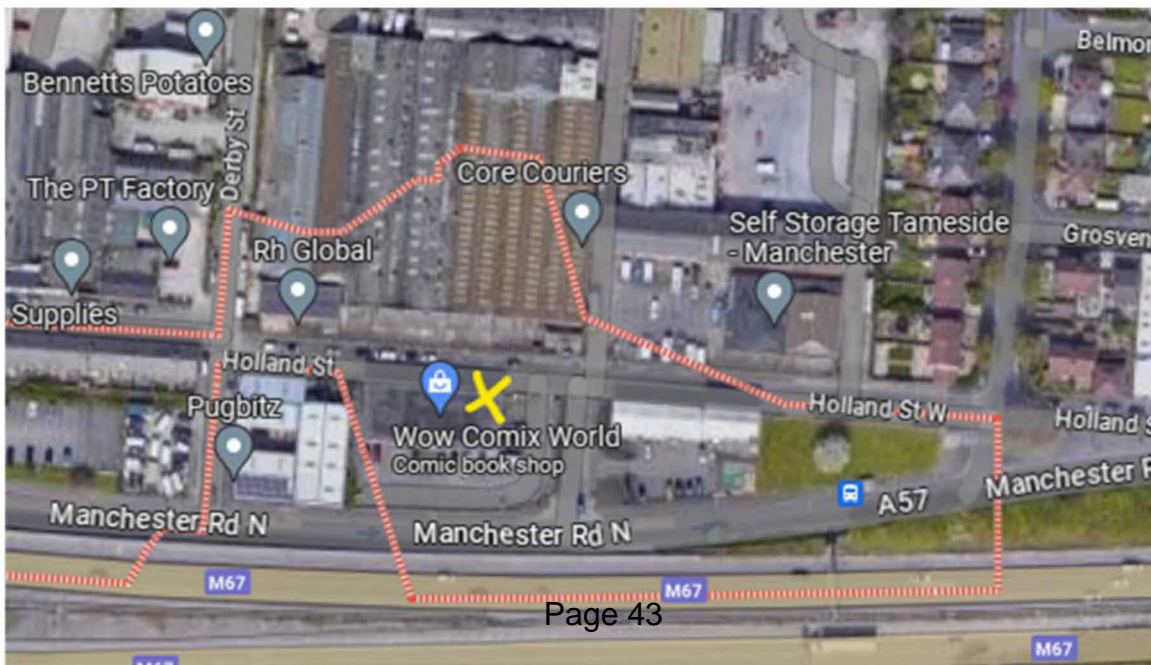 Belmor
Bennetts Potatoes
Derby St
The PT Factory
Core Couriers
Self Storage Tameside
- Manchester
Grosven
Rh Global
Supplies
Holland St
Pugbitz
Wow Comix World
Comic book shop
Holland St W
Holland S
Manchester R
A57
Manchester Rd N
Manchester Rd N
M67
M67
Page 43
M67
M67